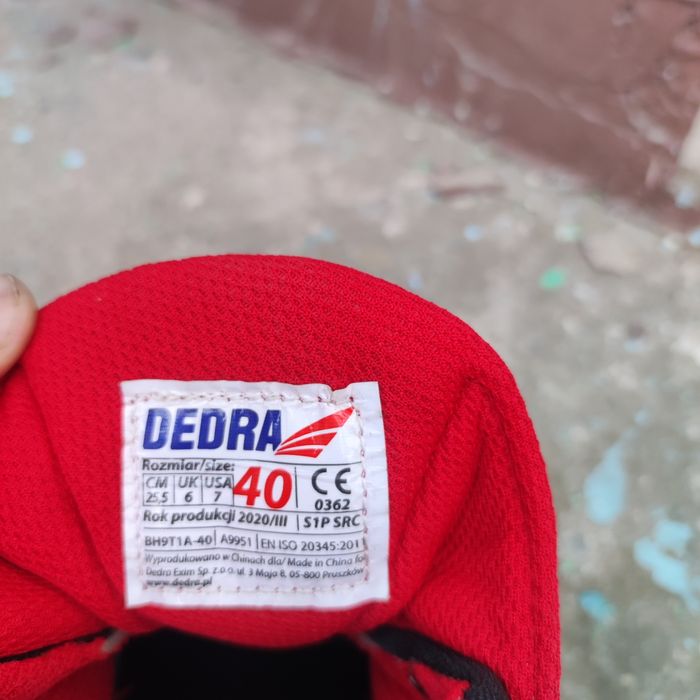 DEDRA
Rozmiar/size:
CM UK USA 40 CE
25,5 6 7 0362
Rok produkcji 2020/III S1P SRC
BH9T1A-40 A9951 EN ISO 20345:201
Wyprodukowano w Chinach dla/ Made in China for
Dedra Exim Sp. z o.o. ul. 3 Maja 8, 05-800 Pruszków
www.dedra.pl